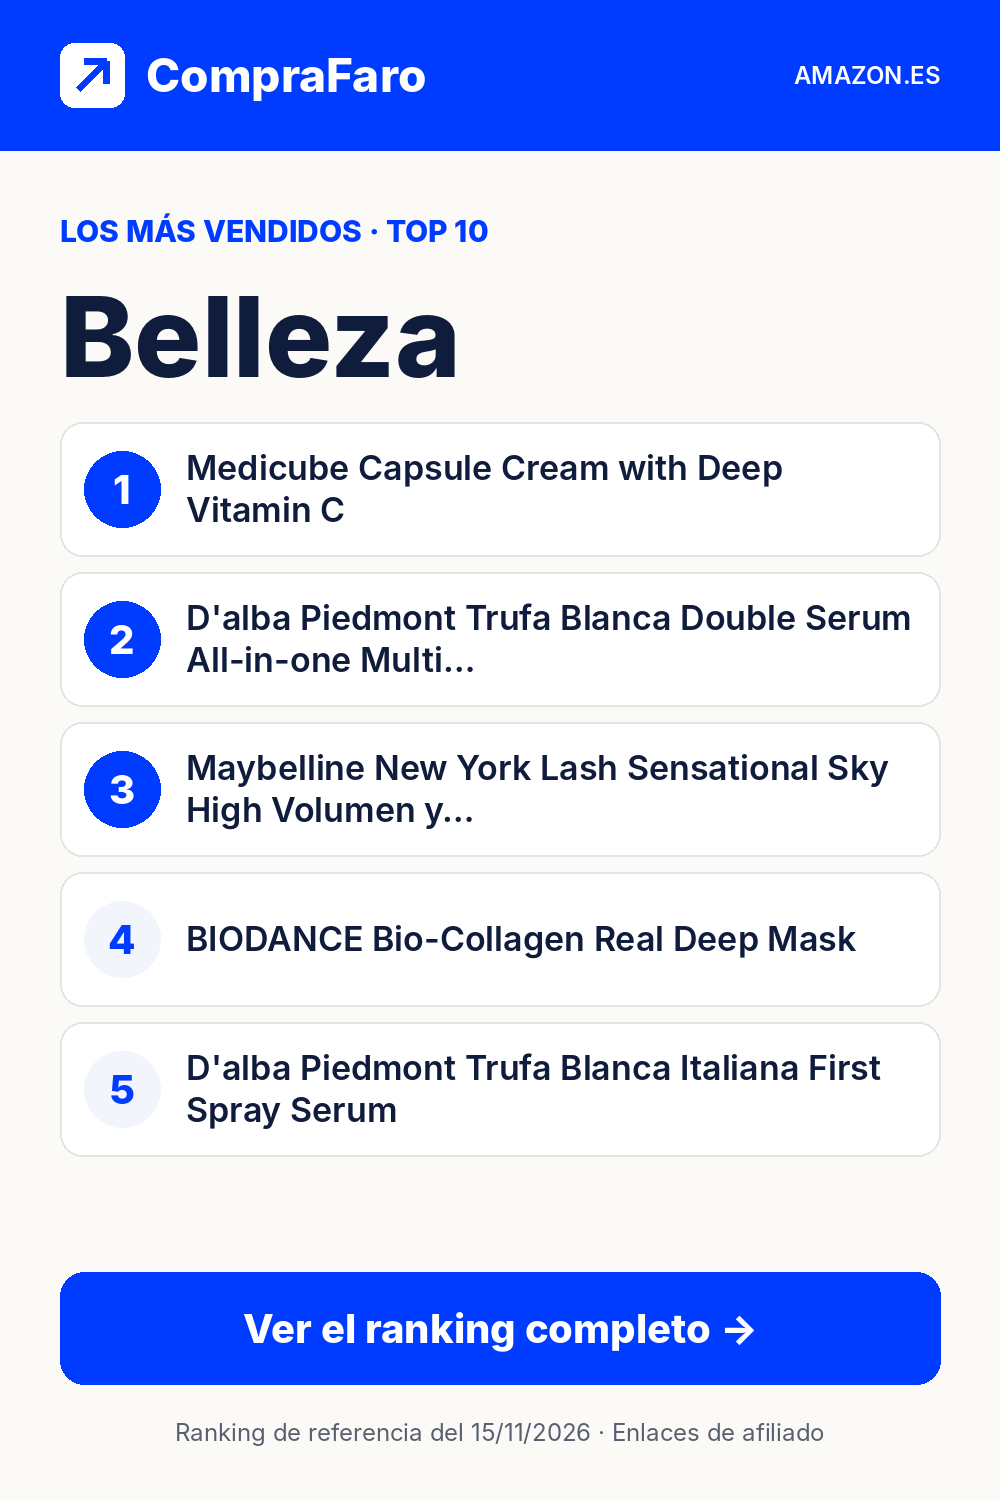 CompraFaro
AMAZON.ES
LOS MÁS VENDIDOS · TOP 10
Belleza
1
Medicube Capsule Cream with Deep
Vitamin C
2
D'alba Piedmont Trufa Blanca Double Serum
All-in-one Multi...
3
Maybelline New York Lash Sensational Sky
High Volumen y...
4
BIODANCE Bio-Collagen Real Deep Mask
5
D'alba Piedmont Trufa Blanca Italiana First
Spray Serum
Ver el ranking completo →
Ranking de referencia del 15/11/2026 · Enlaces de afiliado